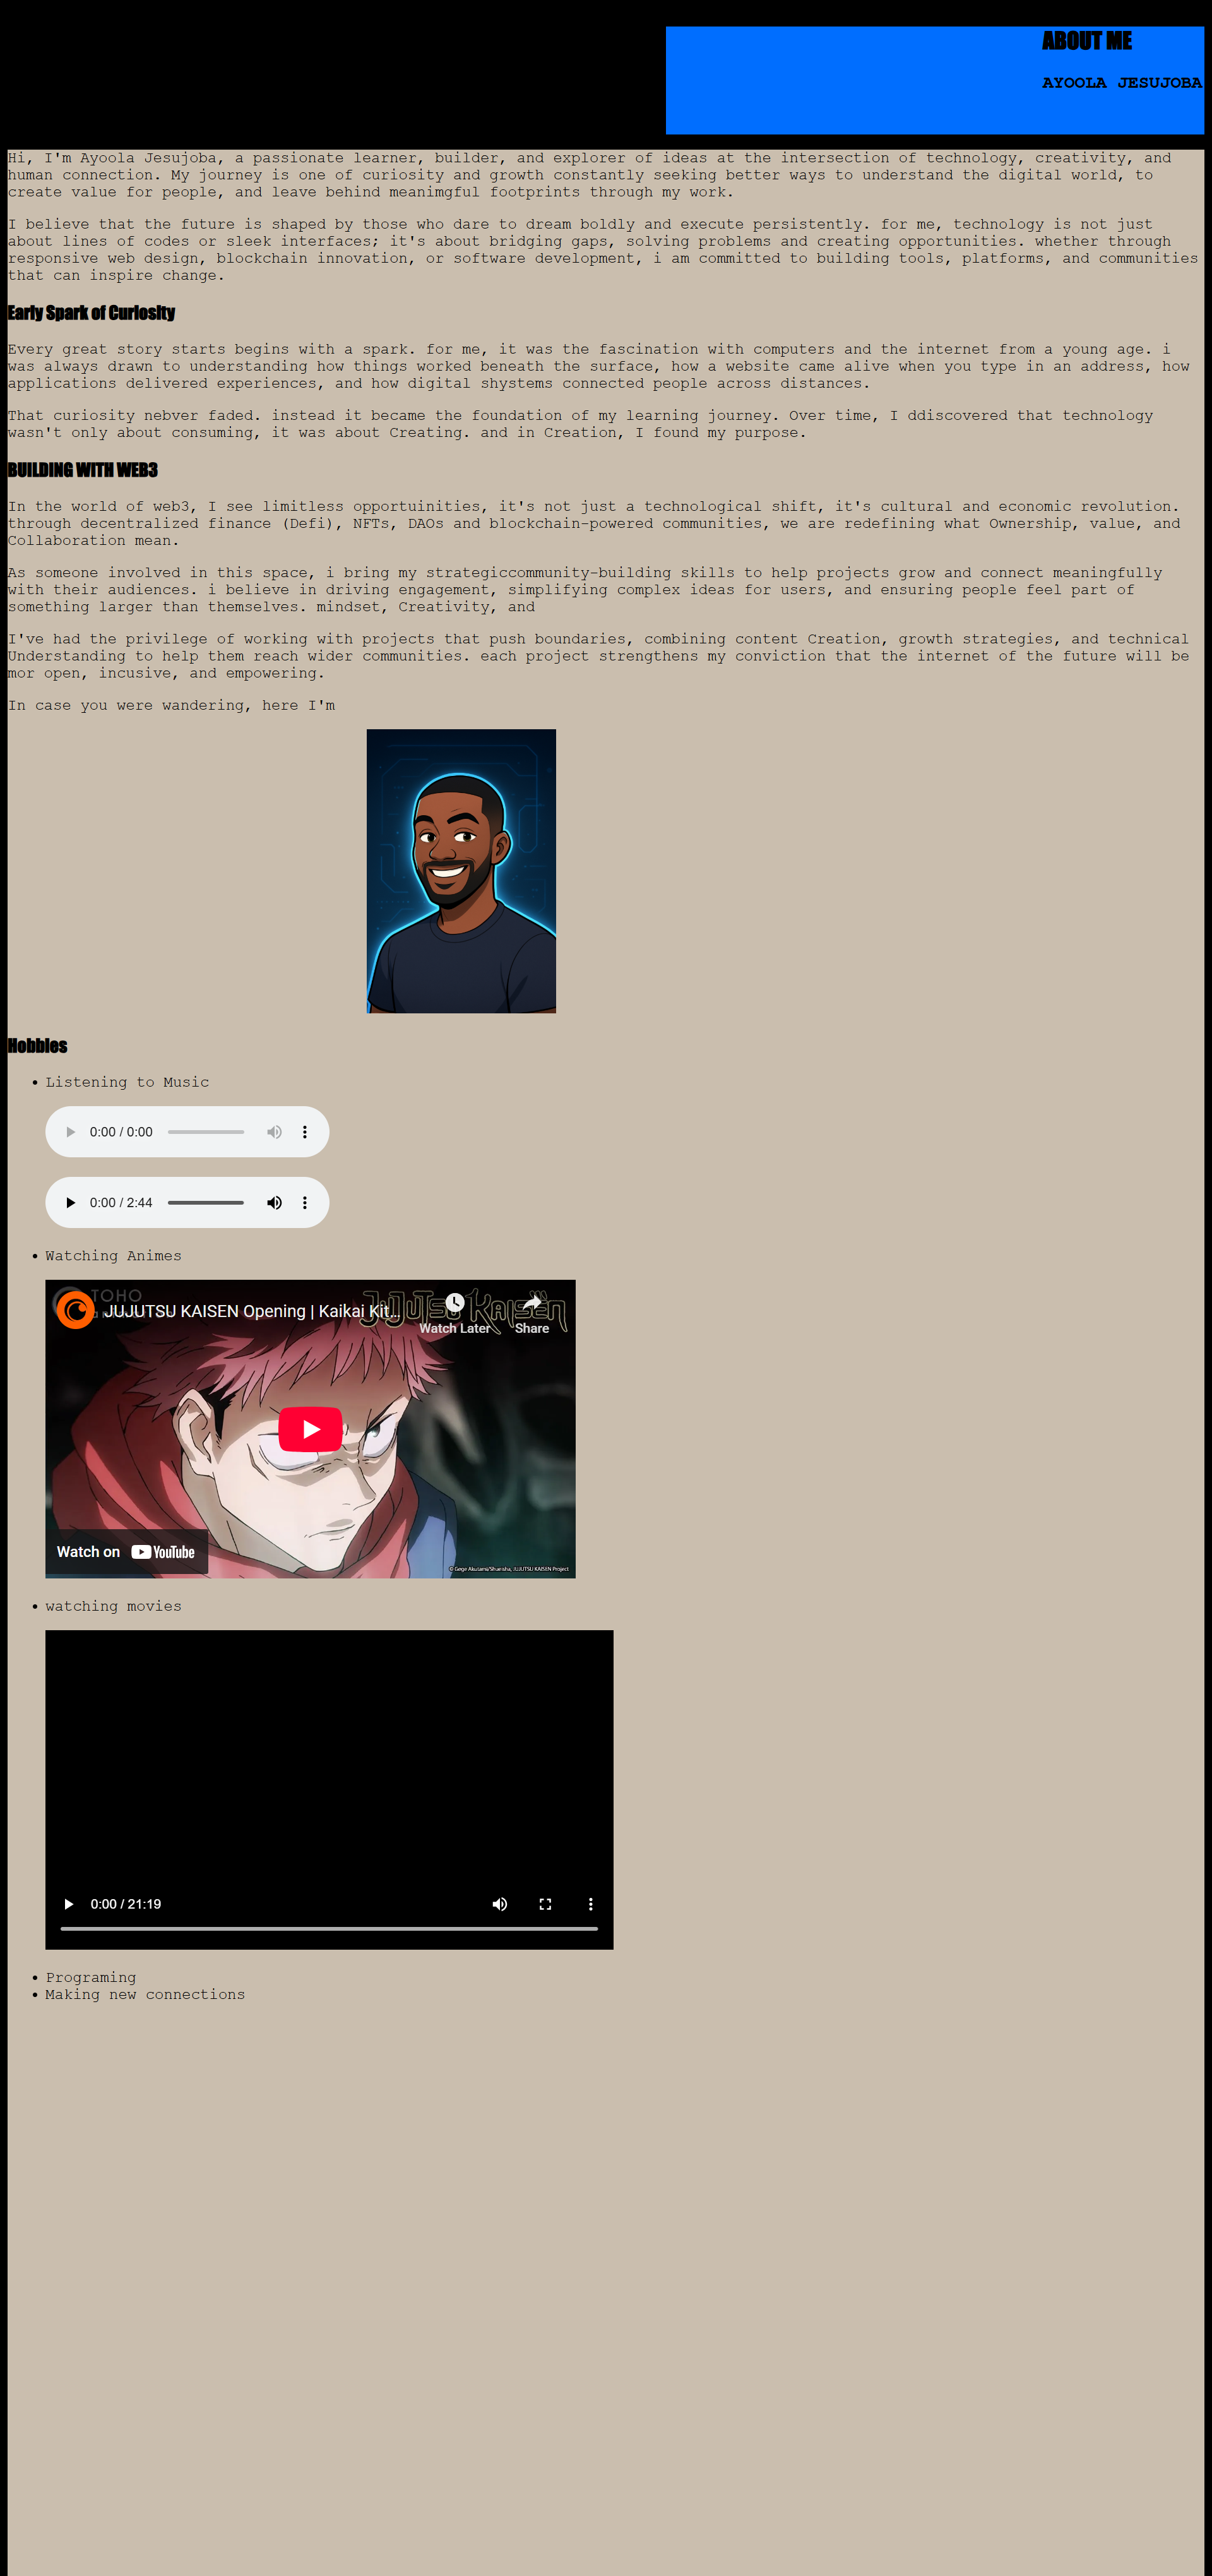 ABOUT ME
AYOOLA JESUJOBA
Hi, I'm Ayoola Jesujoba, a passionate learner, builder, and explorer of ideas at the intersection of technology, creativity, and
human connection. My journey is one of curiosity and growth constantly seeking better ways to understand the digital world, to
create value for people, and leave behind meanimgful footprints through my work.
I believe that the future is shaped by those who dare to dream boldly and execute persistently. for me, technology is not just
about lines of codes or sleek interfaces; it's about bridging gaps, solving problems and creating opportunities. whether through
responsive web design, blockchain innovation, or software development, i am committed to building tools, platforms, and communities
that can inspire change.
Early Spark of Curiosity
Every great story starts begins with a spark. for me, it was the fascination with computers and the internet from a young age. i
was always drawn to understanding how things worked beneath the surface, how a website came alive when you type in an address, how
applications delivered experiences, and how digital shystems connected people across distances.
That curiosity nebver faded. instead it became the foundation of my learning journey. Over time, I ddiscovered that technology
wasn't only about consuming, it was about Creating. and in Creation, I found my purpose.
BUILDING WITH WEB3
In the world of web3, I see limitless opportuinities, it's not just a technological shift, it's cultural and economic revolution.
through decentralized finance (Defi), NFTs, DAOs and blockchain-powered communities, we are redefining what Ownership, value, and
Collaboration mean.
As someone involved in this space, i bring my strategiccommunity-building skills to help projects grow and connect meaningfully
with their audiences. i believe in driving engagement, simplifying complex ideas for users, and ensuring people feel part of
something larger than themselves. mindset, Creativity, and
I've had the privilege of working with projects that push boundaries, combining content Creation, growth strategies, and technical
Understanding to help them reach wider communities. each project strengthens my conviction that the internet of the future will be
mor open, incusive, and empowering.
In case you were wandering, here I'm
Hobbies
• Listening to Music
0:00 / 0:00
0:00 / 2:44
• Watching Animes
TOHO
JUJUTSU KAISEN Opening | Kaikai Kit...
JUJUTSU KAISEN
Watch Later
Share
Watch on YouTube
© Gege Akutami/Shueisha, JUJUTSU KAISEN Project
• watching movies
0:00 / 21:19
• Programing
• Making new connections